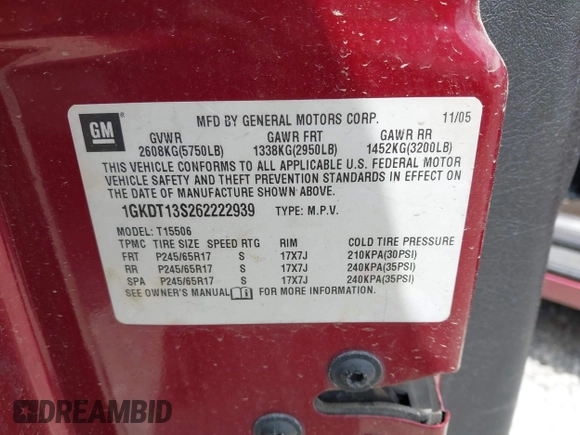 GM ®
MFD BY GENERAL MOTORS CORP. 11/05
GVWR GAWR FRT GAWR RR
2608KG(5750LB) 1338KG(2950LB) 1452KG(3200LB)
THIS VEHICLE CONFORMS TO ALL APPLICABLE U.S. FEDERAL MOTOR
VEHICLE SAFETY AND THEFT PREVENTION STANDARDS IN EFFECT ON
THE DATE OF MANUFACTURE SHOWN ABOVE.
1GKDT13S262222939 TYPE: M.P.V.
MODEL: T15506
TPMC TIRE SIZE SPEED RTG RIM COLD TIRE PRESSURE
FRT P245/65R17 S 17X7J 210KPA(30PSI)
RR P245/65R17 S 17X7J 240KPA(35PSI)
SPA P245/65R17 S 17X7J 240KPA(35PSI)
SEE OWNER'S MANUAL FOR MORE INFORMATION.
DREAMBID